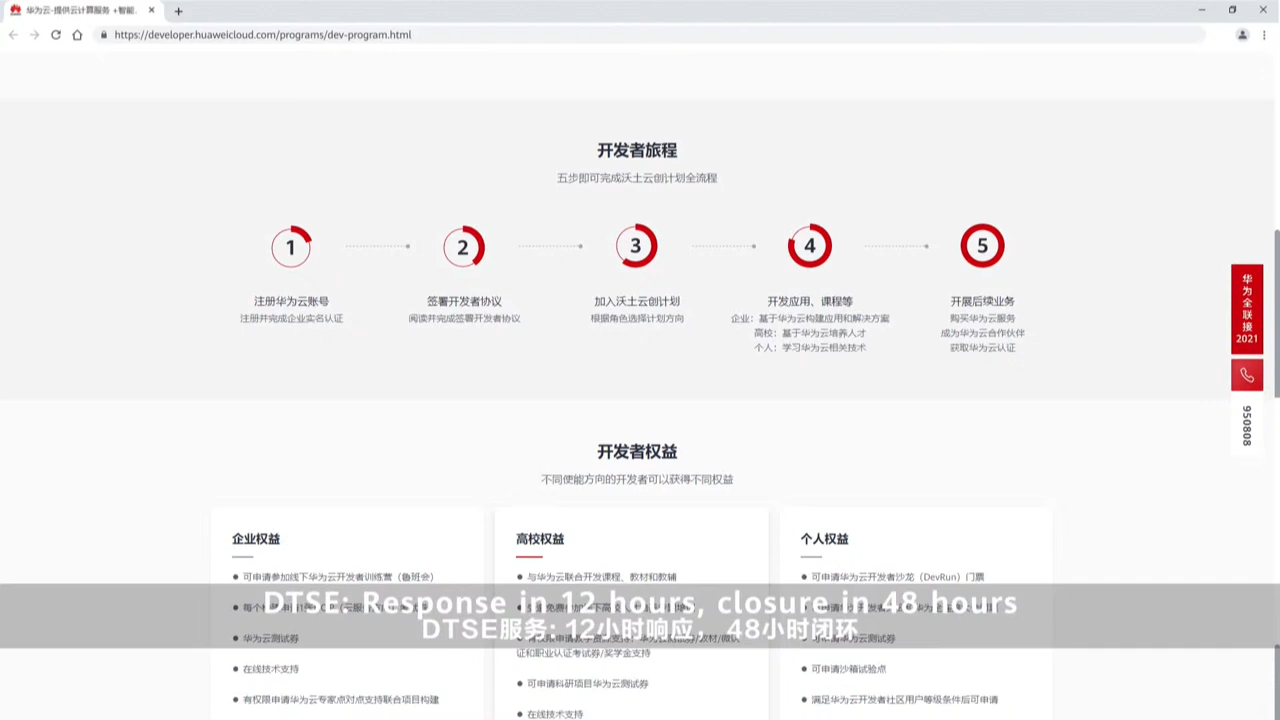 华为云-提供云计算服务 +智能.
https://developer.huaweicloud.com/programs/dev-program.html
开发者旅程
五步即可完成沃土云创计划全流程
1
2
3
4
5
注册华为云账号
注册并完成企业实名认证
签署开发者协议
阅读并完成签署开发者协议
加入沃土云创计划
根据角色选择计划方向
开发应用、课程等
企业：基于华为云构建应用和解决方案
高校：基于华为云培养人才
个人：学习华为云相关技术
开展后续业务
购买华为云服务
成为华为云合作伙伴
获取华为云认证
华为全联接
2021
950808
开发者权益
不同使能方向的开发者可以获得不同权益
企业权益
可申请参加线下华为云开发者训练营（鲁班会）
华为云测试券
在线技术支持
有权限申请华为云专家点对点支持联合项目构建
高校权益
与华为云联合开发课程、教材和教辅
证和职业认证考试券/奖学金支持
可申请科研项目华为云测试券
在线技术支持
个人权益
可申请华为云开发者沙龙（DevRun）门票
可申请华为云测试券
可申请沙箱试验点
满足华为云开发者社区用户等级条件后可申请
DTSE: Response in 12 hours, closure in 48 hours
DTSE服务: 12小时响应， 48小时闭环